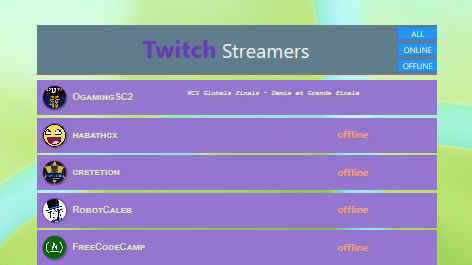 Twitch Streamers
ALL
ONLINE
OFFLINE
OgamingSC2
WCS Globals finals - Demie et Grande finale
habathcx
offline
cretetion
offline
RobotCaleb
offline
FreeCodeCamp
offline